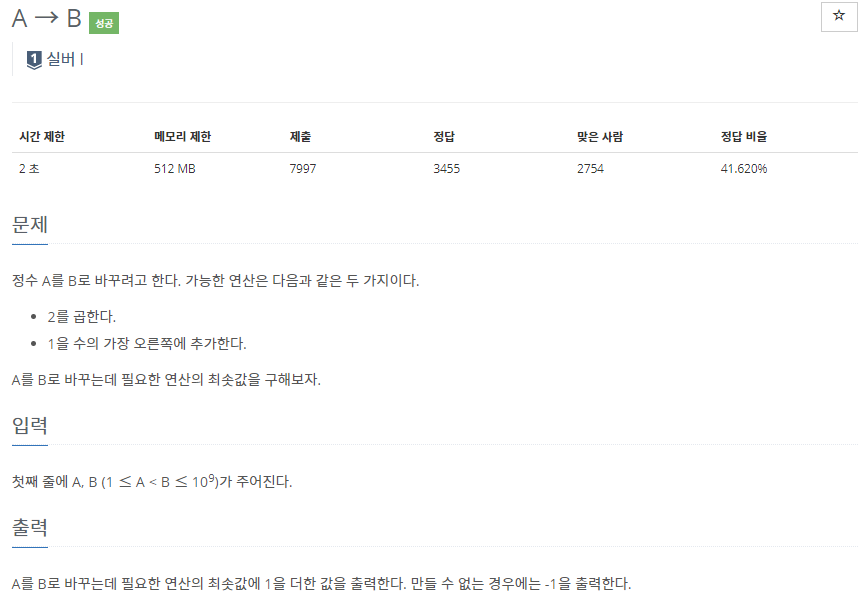 A → B 성공
☆
1 실버 I
시간 제한 메모리 제한 제출 정답 맞은 사람 정답 비율
2 초 512 MB 7997 3455 2754 41.620%
문제
정수 A를 B로 바꾸려고 한다. 가능한 연산은 다음과 같은 두 가지이다.
• 2를 곱한다.
• 1을 수의 가장 오른쪽에 추가한다.
A를 B로 바꾸는데 필요한 연산의 최솟값을 구해보자.
입력
첫째 줄에 A, B (1 ≤ A < B ≤ 10⁹)가 주어진다.
출력
A를 B로 바꾸는데 필요한 연산의 최솟값에 1을 더한 값을 출력한다. 만들 수 없는 경우에는 -1을 출력한다.